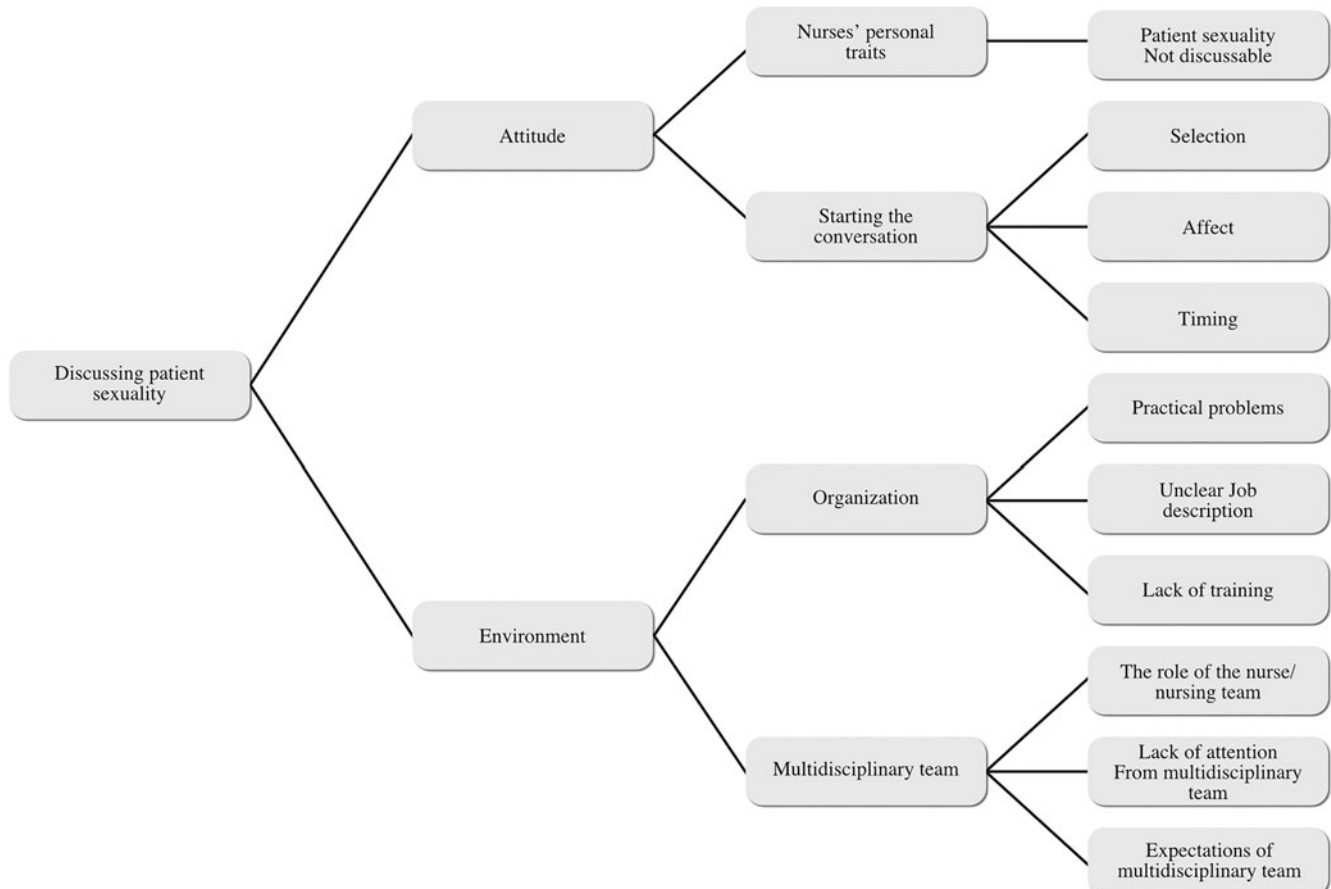 Nurses’ personal
traits
Patient sexuality
Not discussable
Attitude
Selection
Starting the
conversation
Affect
Timing
Discussing patient
sexuality
Practical problems
Organization
Unclear Job
description
Lack of training
Environment
The role of the nurse/
nursing team
Multidisciplinary team
Lack of attention
From multidisciplinary
team
Expectations of
multidisciplinary team